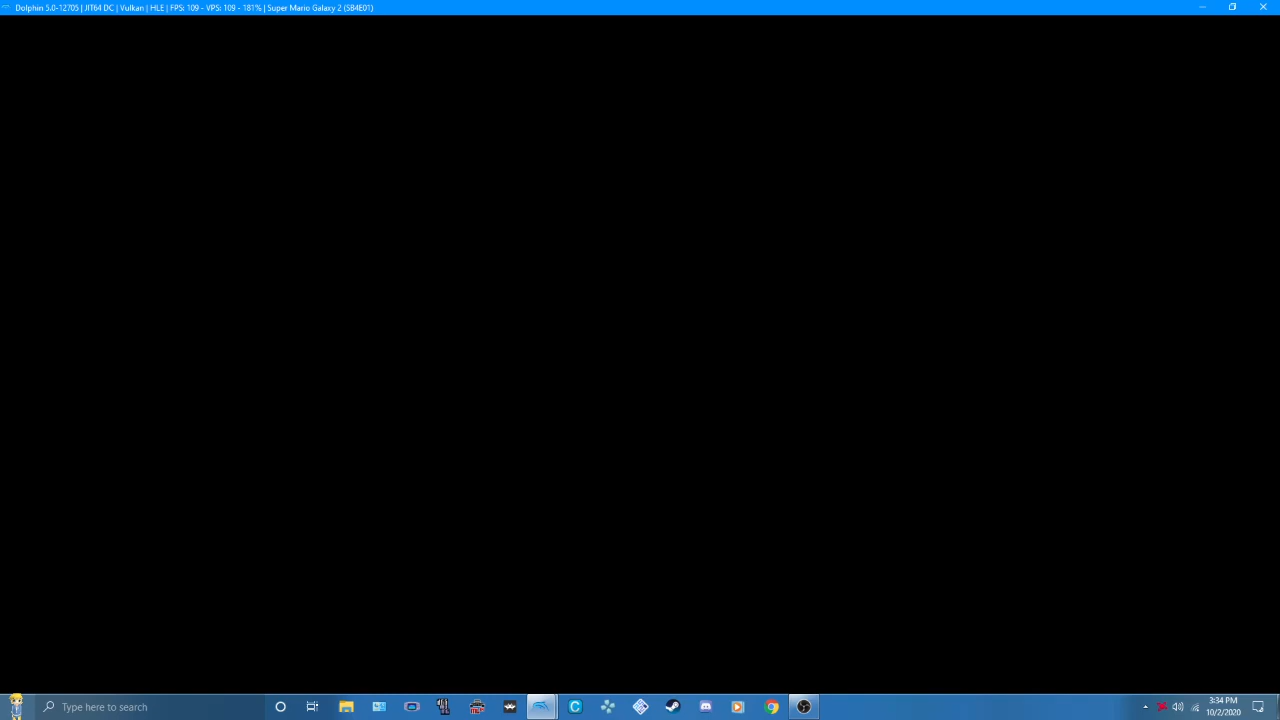 Dolphin 5.0-12705 | JIT64 DC | Vulkan | HLE | FPS: 109 - VPS: 109 - 181% | Super Mario Galaxy 2 (SB4E01)
Type here to search
3:34 PM
10/2/2020